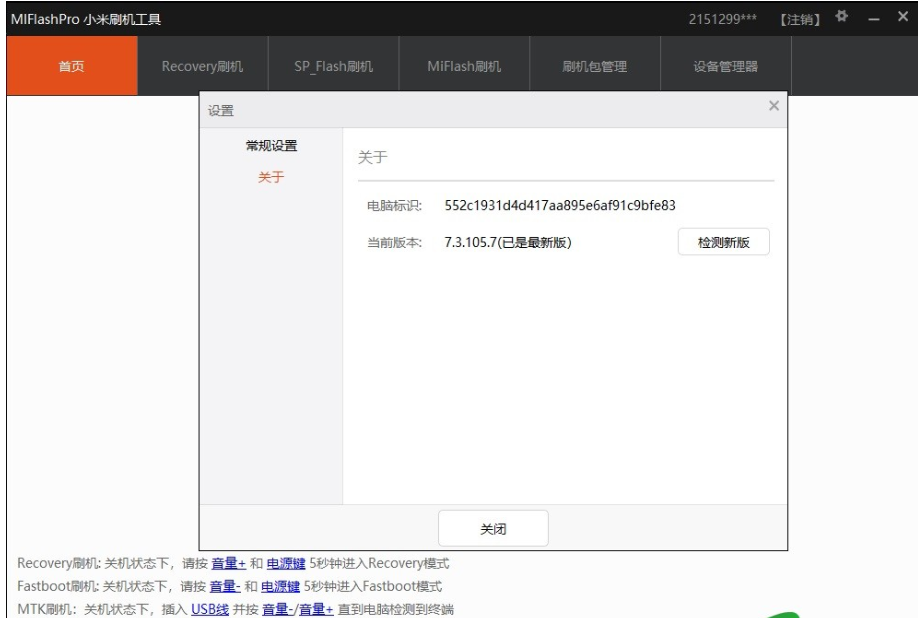 MIFlashPro 小米刷机工具 2151299*** 【注销】
首页 Recovery刷机 SP_Flash刷机 MiFlash刷机 刷机包管理 设备管理器
设置
常规设置
关于
关于
电脑标识: 552c1931d4d417aa895e6af91c9bfe83
当前版本: 7.3.105.7(已是最新版) 检测新版
关闭
Recovery刷机: 关机状态下，请按 音量+ 和 电源键 5秒钟进入Recovery模式
Fastboot刷机: 关机状态下，请按 音量- 和 电源键 5秒钟进入Fastboot模式
MTK刷机：关机状态下，插入 USB线 并按 音量-/音量+ 直到电脑检测到终端